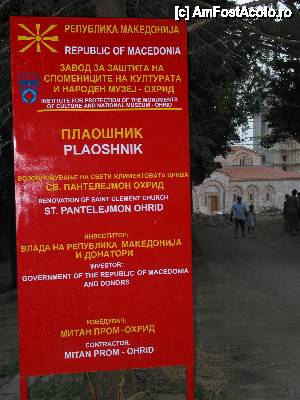 (c) AmFostAcolo.ro
РЕПУБЛИКА МАКЕДОНИЈА
REPUBLIC OF MACEDONIA
ЗАВОД ЗА ЗАШТИТА НА
СПОМЕНИЦИТЕ НА КУЛТУРАТА
И НАРОДЕН МУЗЕЈ - ОХРИД
INSTITUTE FOR PROTECTION OF THE MONUMENTS
OF CULTURE AND NATIONAL MUSEUM - OHRID
ПЛАОШНИК
PLAOSHNIK
ВОЗОБНОВУВАЊЕ НА СВЕТИ КЛИМЕНТОВАТА ЦРКВА
СВ. ПАНТЕЛЕЈМОН ОХРИД
RENOVATION OF SAINT CLEMENT CHURCH
ST. PANTELEJMON OHRID
ИНВЕСТИТОР:
ВЛАДА НА РЕПУБЛИКА МАКЕДОНИЈА
И ДОНАТОРИ
INVESTOR:
GOVERNMENT OF THE REPUBLIC OF MACEDONIA
AND DONORS
ИЗВЕДУВАЧ:
МИТАН ПРОМ -ОХРИД
CONTRACTOR:
MITAN PROM - OHRID